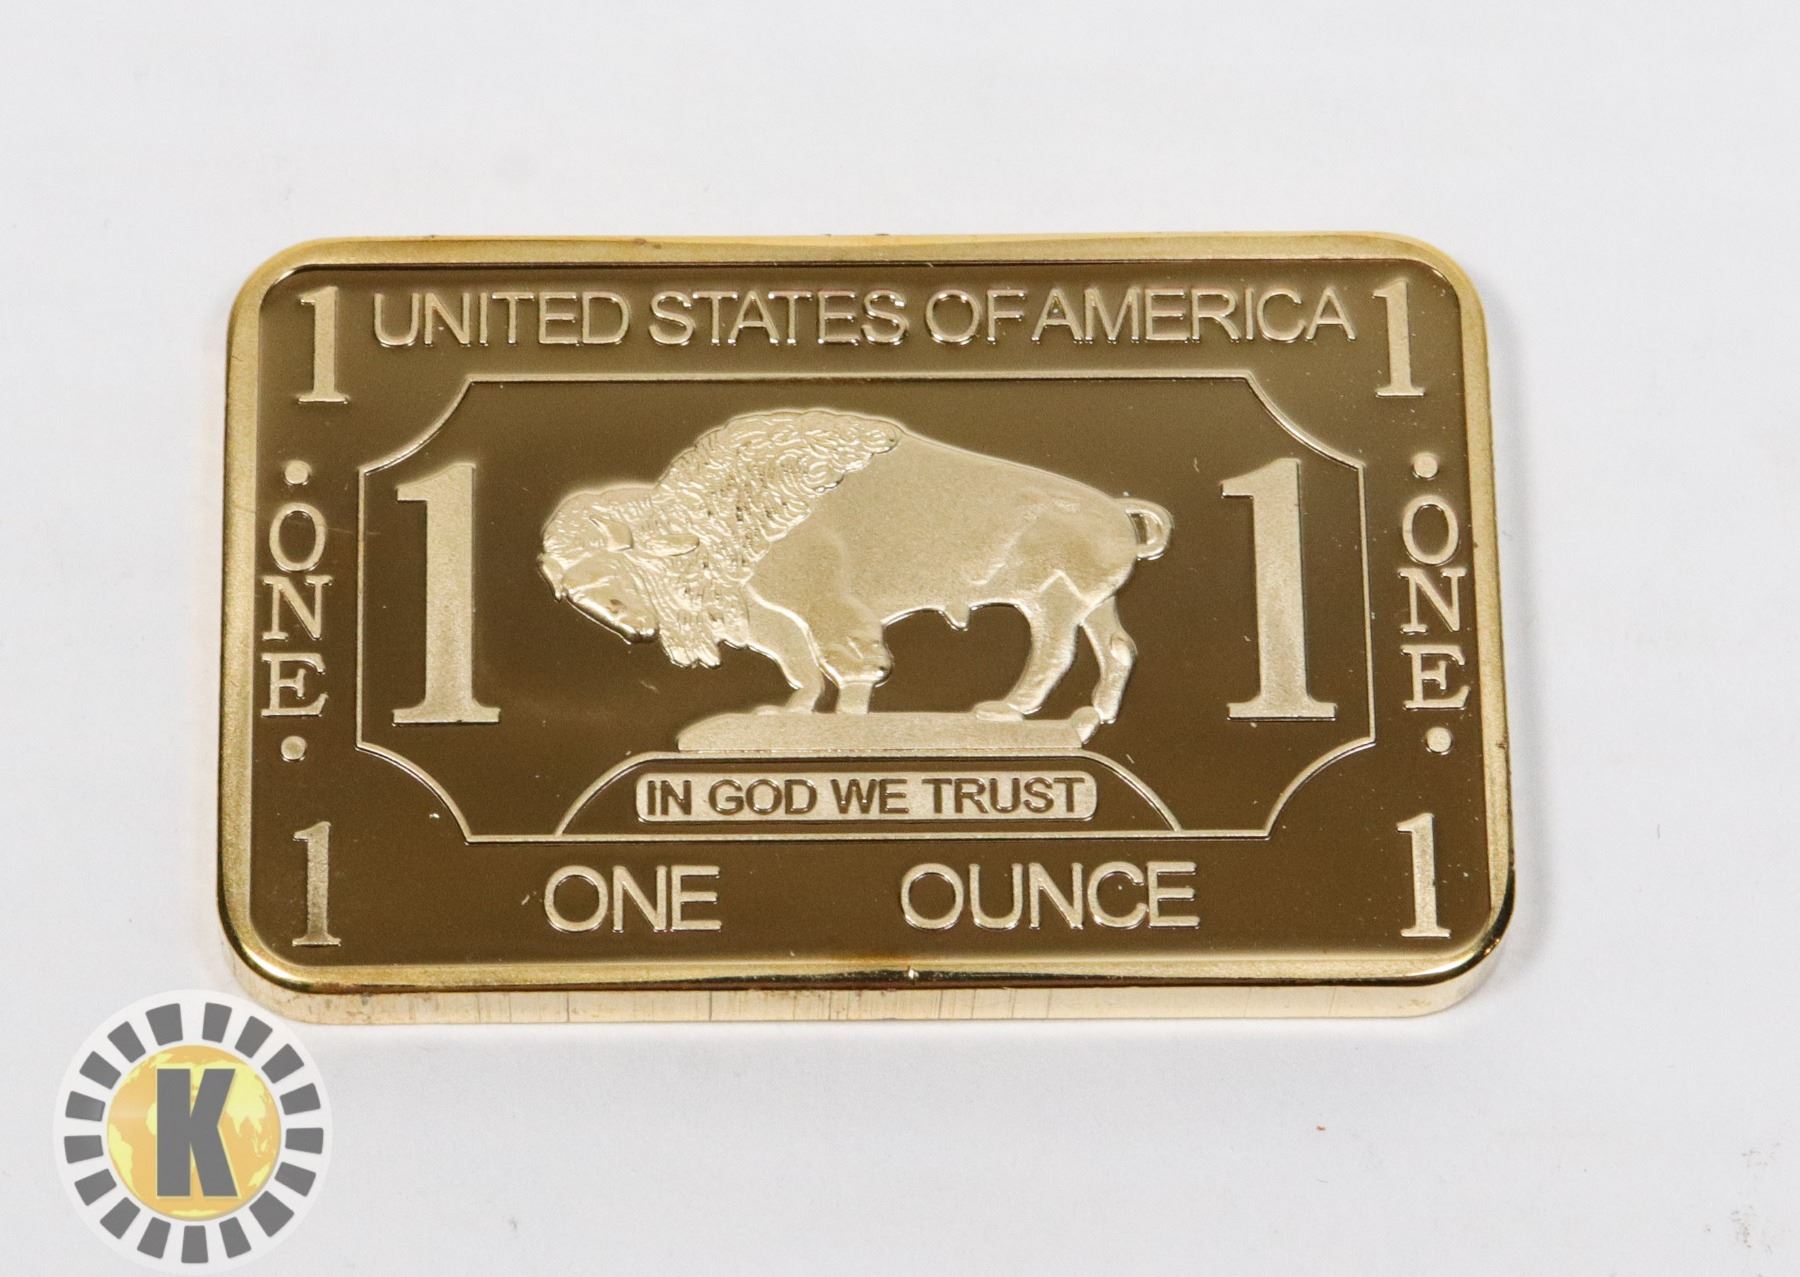 1 UNITED STATES OF AMERICA 1
· ONE ·
1
1
· ONE ·
IN GOD WE TRUST
1 ONE OUNCE 1
K